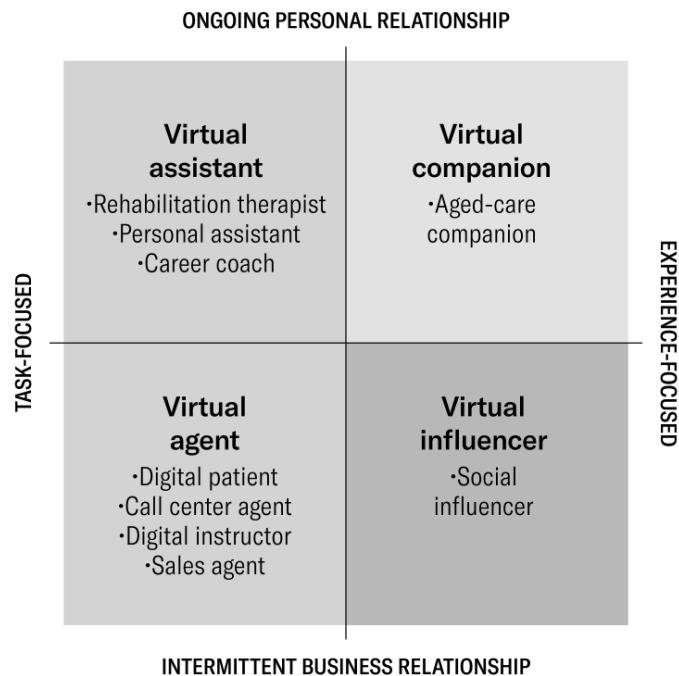 ONGOING PERSONAL RELATIONSHIP
Virtual
assistant
•Rehabilitation therapist
•Personal assistant
•Career coach
Virtual
companion
•Aged-care
companion
TASK-FOCUSED
EXPERIENCE-FOCUSED
Virtual
agent
•Digital patient
•Call center agent
•Digital instructor
•Sales agent
Virtual
influencer
•Social
influencer
INTERMITTENT BUSINESS RELATIONSHIP